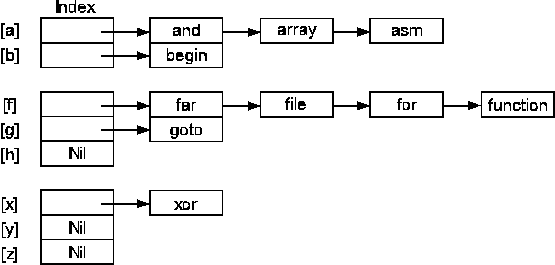 Index
[a] and array asm
[b] begin
[f] far file for function
[g] goto
[h] Nil
[x] xor
[y] Nil
[z] Nil